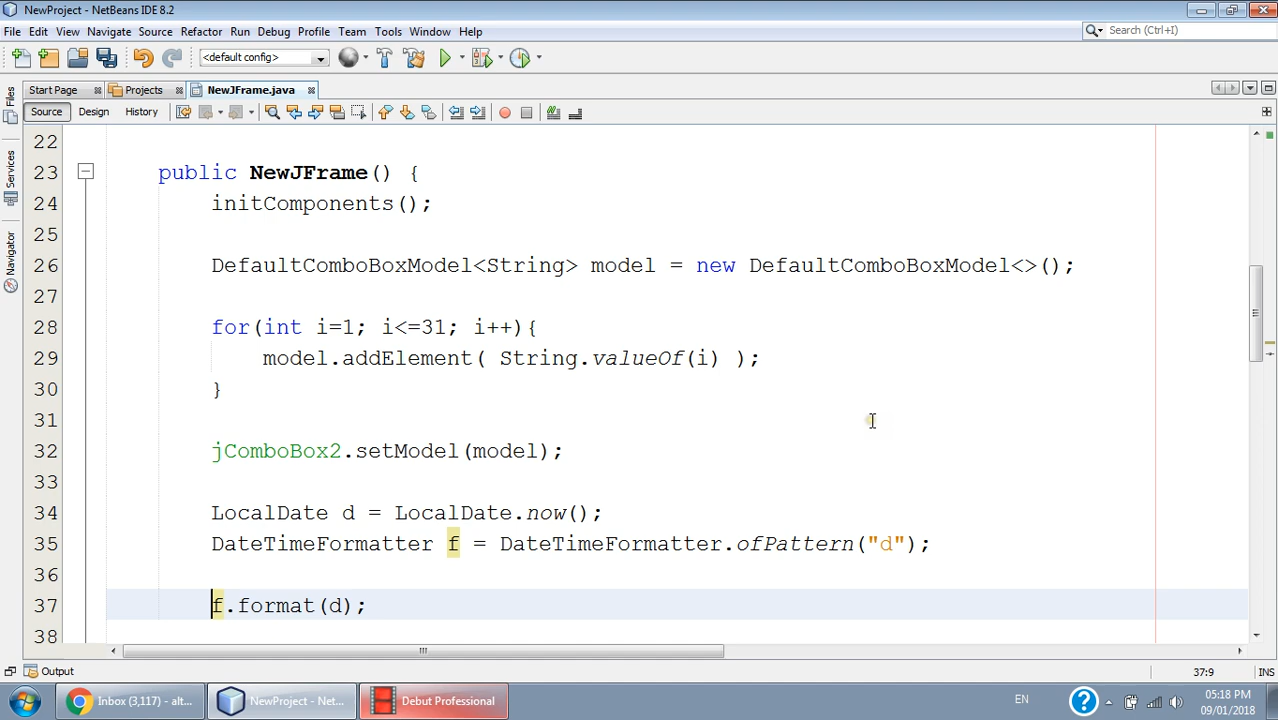 NewProject - NetBeans IDE 8.2
File Edit View Navigate Source Refactor Run Debug Profile Team Tools Window Help
Search (Ctrl+I)
<default config>
Start Page Projects NewJFrame.java
Source Design History
Files
Services
Navigator
22
23 public NewJFrame() {
24 initComponents();
25
26 DefaultComboBoxModel<String> model = new DefaultComboBoxModel<>();
27
28 for(int i=1; i<=31; i++){
29 model.addElement( String.valueOf(i) );
30 }
31
32 jComboBox2.setModel(model);
33
34 LocalDate d = LocalDate.now();
35 DateTimeFormatter f = DateTimeFormatter.ofPattern("d");
36
37 f.format(d);
38
Output
37:9 INS
Inbox (3,117) - alt... NewProject - Net... Debut Professional
EN
05:18 PM
09/01/2018